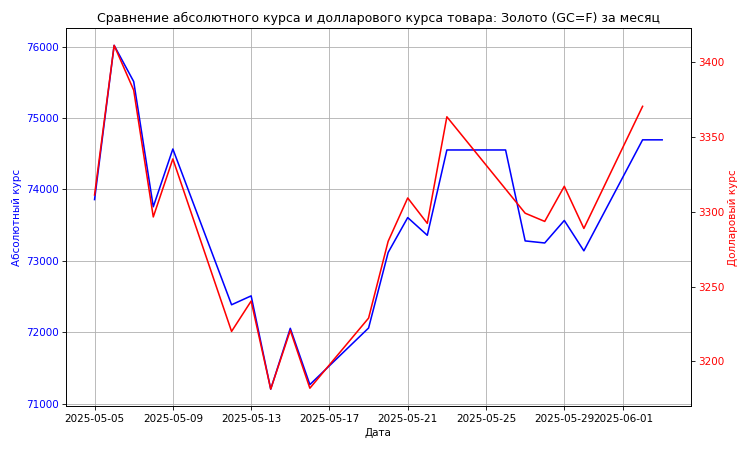 Сравнение абсолютного курса и долларового курса товара: Золото (GC=F) за месяц
76000
75000
74000
73000
72000
71000
Абсолютный курс
3400
3350
3300
3250
3200
Долларовый курс
2025-05-05 2025-05-09 2025-05-13 2025-05-17 2025-05-21 2025-05-25 2025-05-29 2025-06-01
Дата